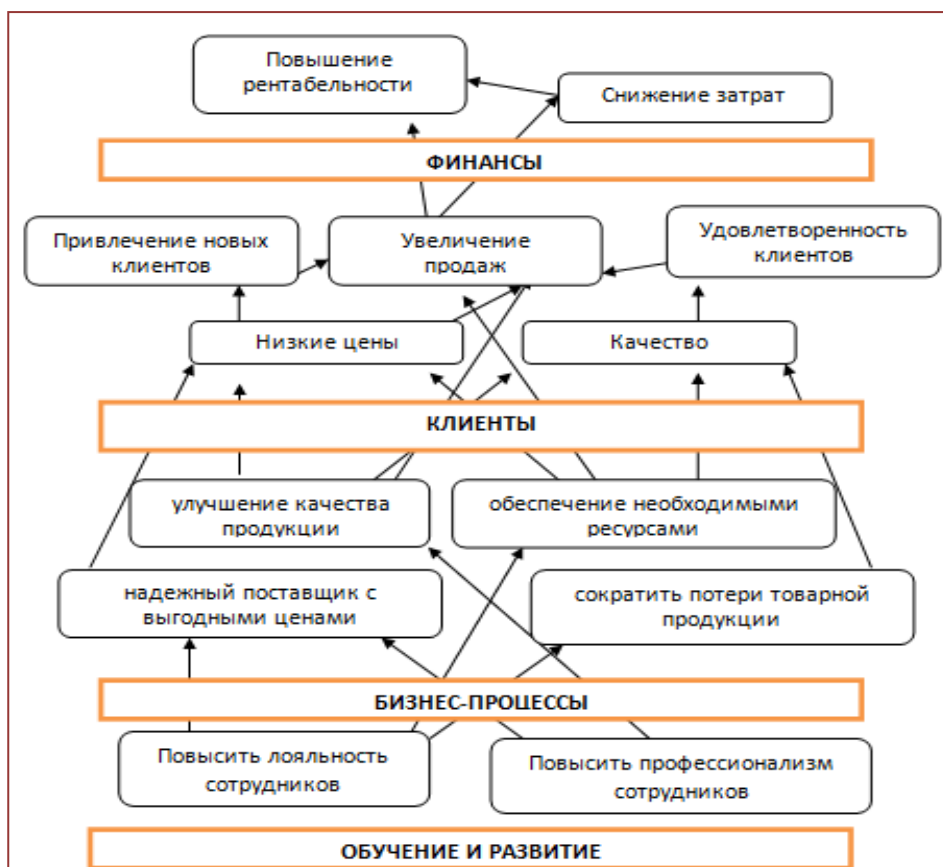 Повышение
рентабельности
Снижение затрат
ФИНАНСЫ
Привлечение новых
клиентов
Увеличение
продаж
Удовлетворенность
клиентов
Низкие цены
Качество
КЛИЕНТЫ
улучшение качества
продукции
обеспечение необходимыми
ресурсами
надежный поставщик с
выгодными ценами
сократить потери товарной
продукции
БИЗНЕС-ПРОЦЕССЫ
Повысить лояльность
сотрудников
Повысить профессионализм
сотрудников
ОБУЧЕНИЕ И РАЗВИТИЕ